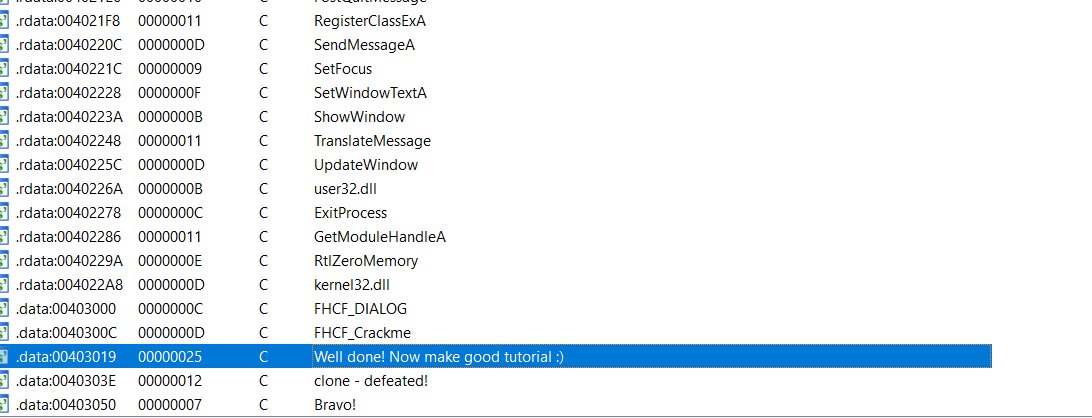 .rdata:004021F8 00000011 C RegisterClassExA
.rdata:0040220C 0000000D C SendMessageA
.rdata:0040221C 00000009 C SetFocus
.rdata:00402228 0000000F C SetWindowTextA
.rdata:0040223A 0000000B C ShowWindow
.rdata:00402248 00000011 C TranslateMessage
.rdata:0040225C 0000000D C UpdateWindow
.rdata:0040226A 0000000B C user32.dll
.rdata:00402278 0000000C C ExitProcess
.rdata:00402286 00000011 C GetModuleHandleA
.rdata:0040229A 0000000E C RtlZeroMemory
.rdata:004022A8 0000000D C kernel32.dll
.data:00403000 0000000C C FHCF_DIALOG
.data:0040300C 0000000D C FHCF_Crackme
.data:00403019 00000025 C Well done! Now make good tutorial :)
.data:0040303E 00000012 C clone - defeated!
.data:00403050 00000007 C Bravo!